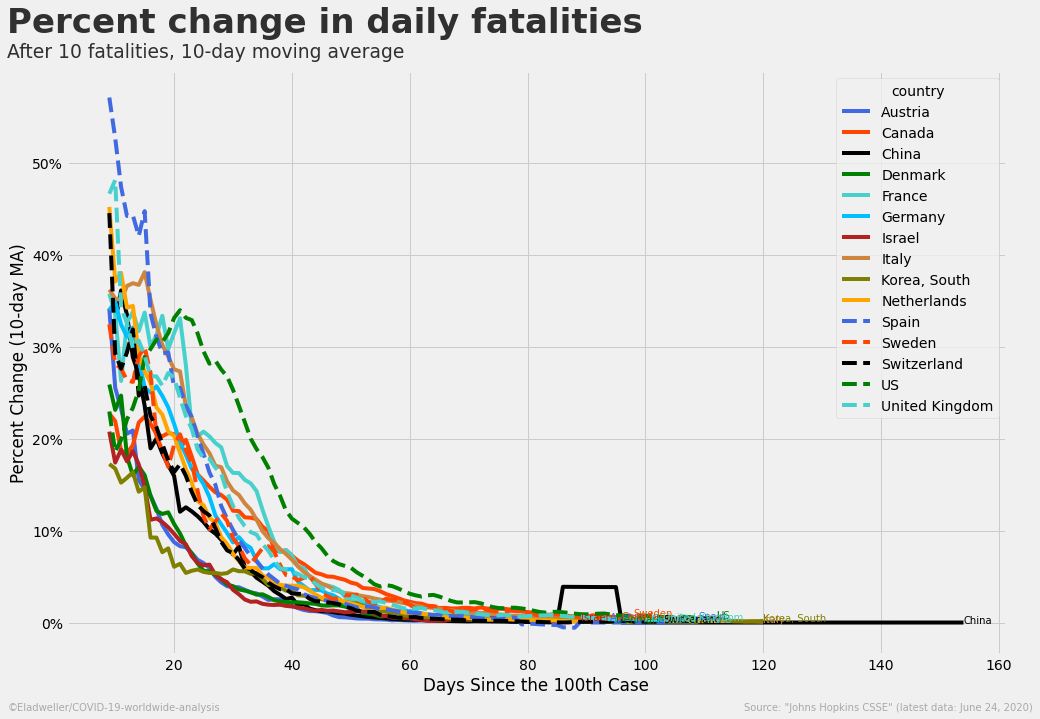 Percent change in daily fatalities
After 10 fatalities, 10-day moving average
country
Austria
Canada
China
Denmark
France
Germany
Israel
Italy
Korea, South
Netherlands
Spain
Sweden
Switzerland
US
United Kingdom
Percent Change (10-day MA)
50%
40%
30%
20%
10%
0%
Sweden
US
Korea, South
China
20
40
60
80
100
120
140
160
Days Since the 100th Case
©Eladweller/COVID-19-worldwide-analysis
Source: "Johns Hopkins CSSE" (latest data: June 24, 2020)